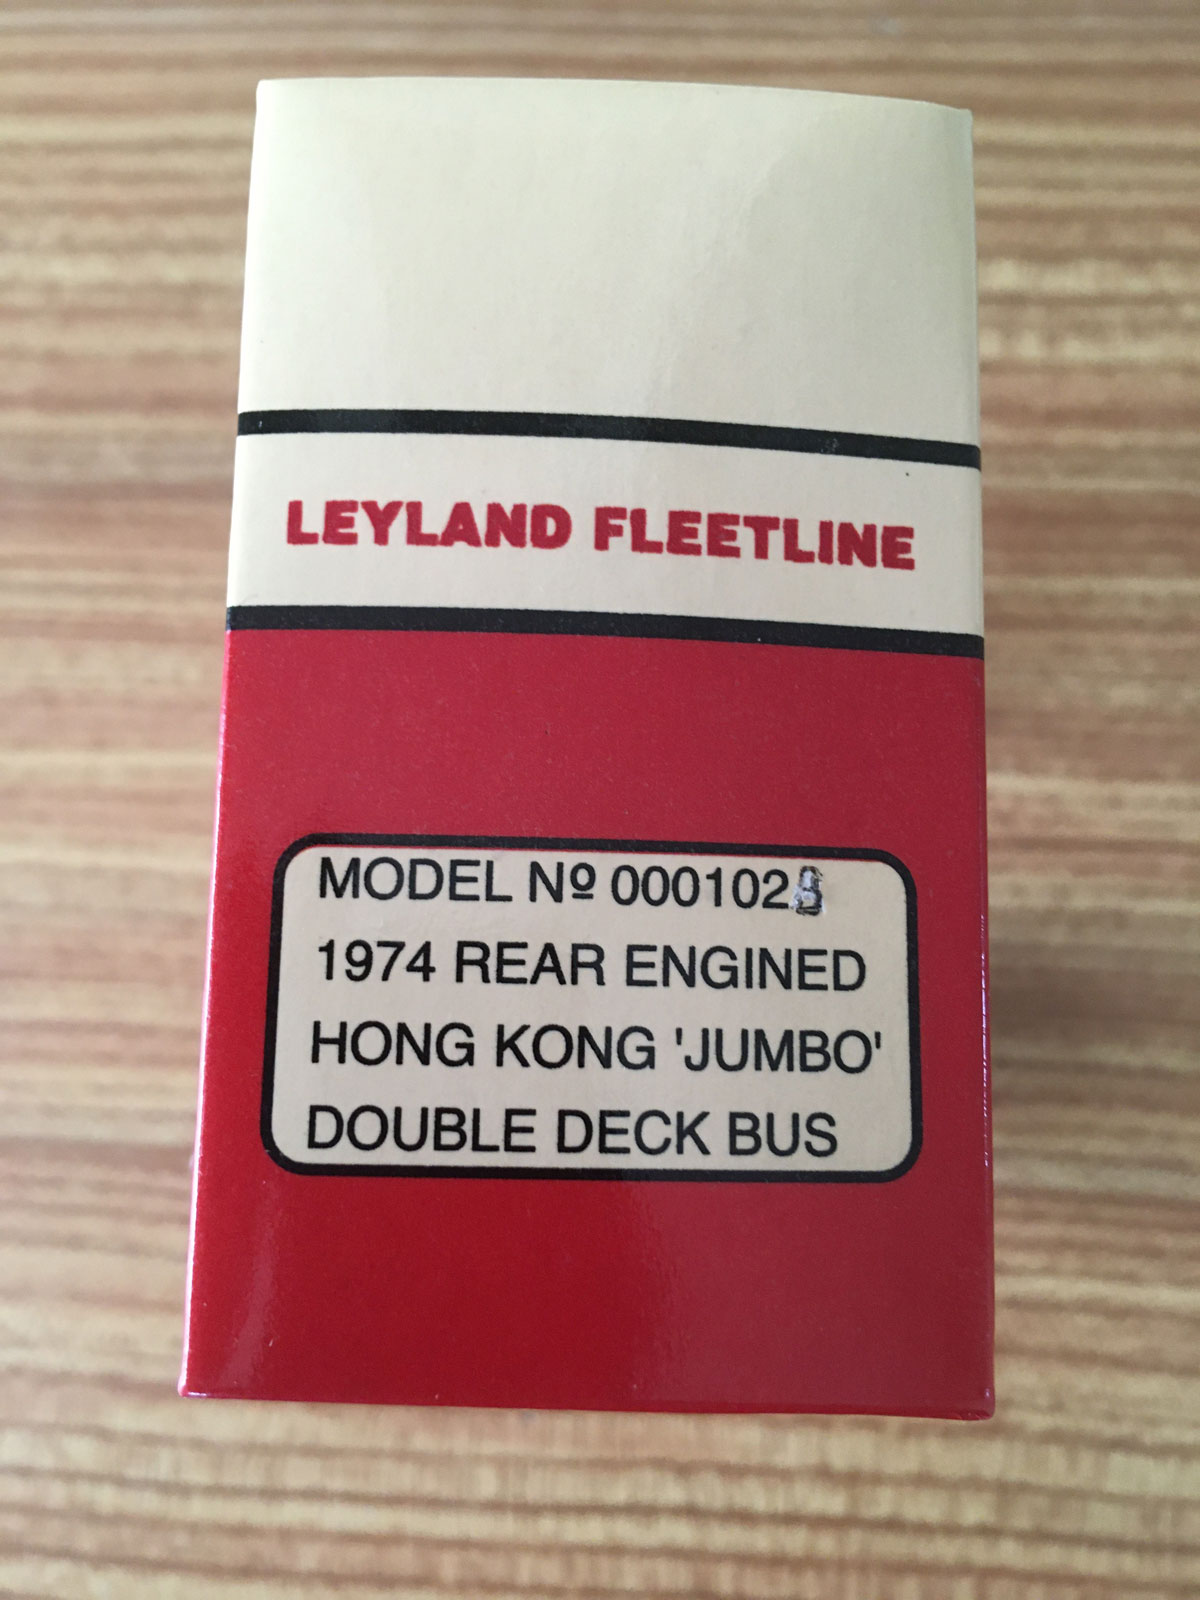 LEYLAND FLEETLINE
MODEL Nº 000102
1974 REAR ENGINED
HONG KONG 'JUMBO'
DOUBLE DECK BUS